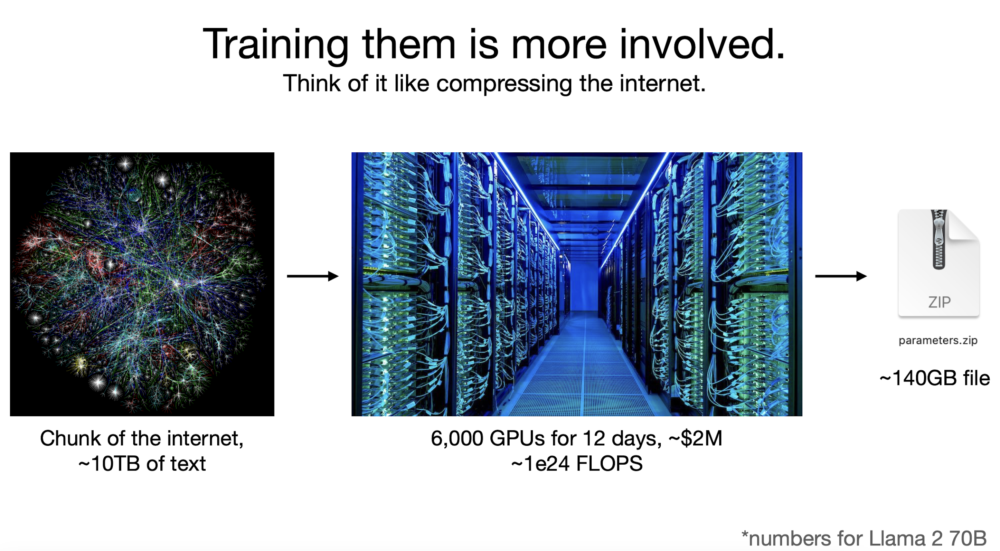 Training them is more involved.
Think of it like compressing the internet.
Chunk of the internet,
~10TB of text
6,000 GPUs for 12 days, ~$2M
~1e24 FLOPS
ZIP
parameters.zip
~140GB file
*numbers for Llama 2 70B